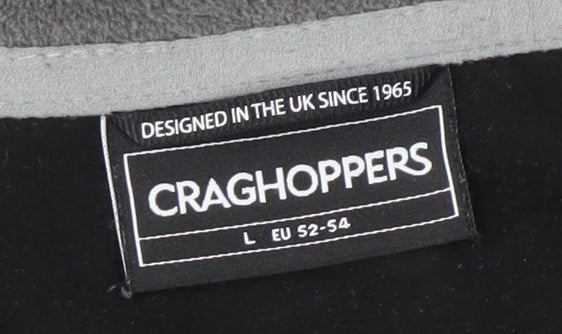 DESIGNED IN THE UK SINCE 1965
CRAGHOPPERS
L EU 52-54